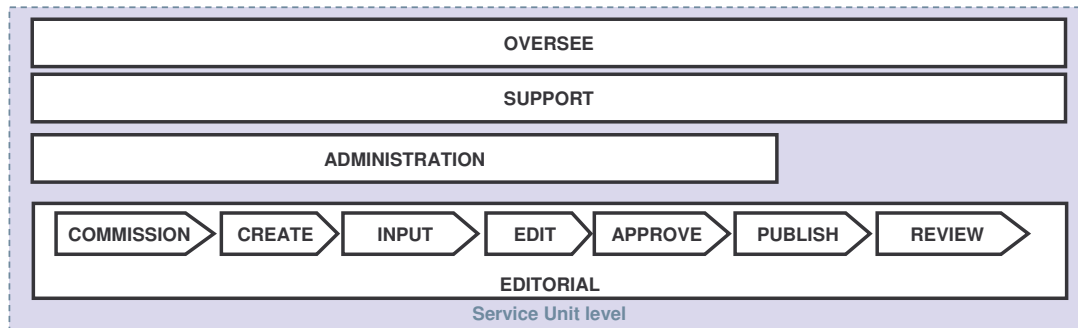 OVERSEE
SUPPORT
ADMINISTRATION
COMMISSION CREATE INPUT EDIT APPROVE PUBLISH REVIEW
EDITORIAL
Service Unit level